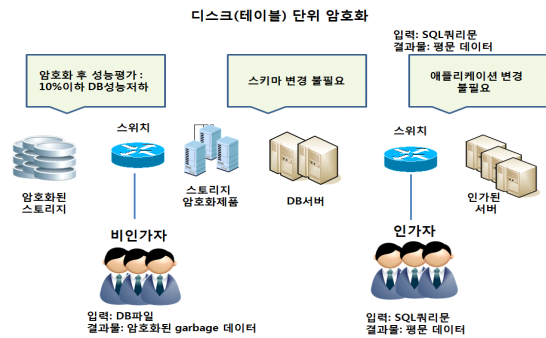 디스크(테이블) 단위 암호화
입력: SQL쿼리문
결과물: 평문 데이터
암호화 후 성능평가 :
10%이하 DB성능저하
스키마 변경 불필요
애플리케이션 변경
불필요
스위치
스위치
암호화된
스토리지
스토리지
암호화제품
DB서버
인가된
서버
비인가자
인가자
입력: DB파일
결과물: 암호화된 garbage 데이터
입력: SQL쿼리문
결과물: 평문 데이터